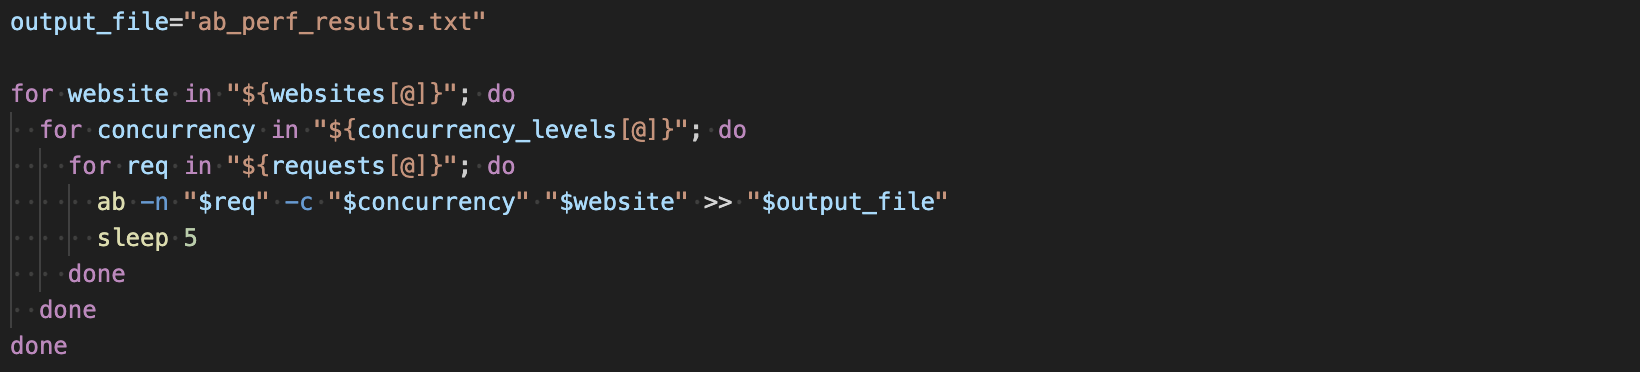 output_file="ab_perf_results.txt"

for website in "${websites[@]}"; do
  for concurrency in "${concurrency_levels[@]}"; do
    for req in "${requests[@]}"; do
      ab -n "$req" -c "$concurrency" "$website" >> "$output_file"
      sleep 5
    done
  done
done